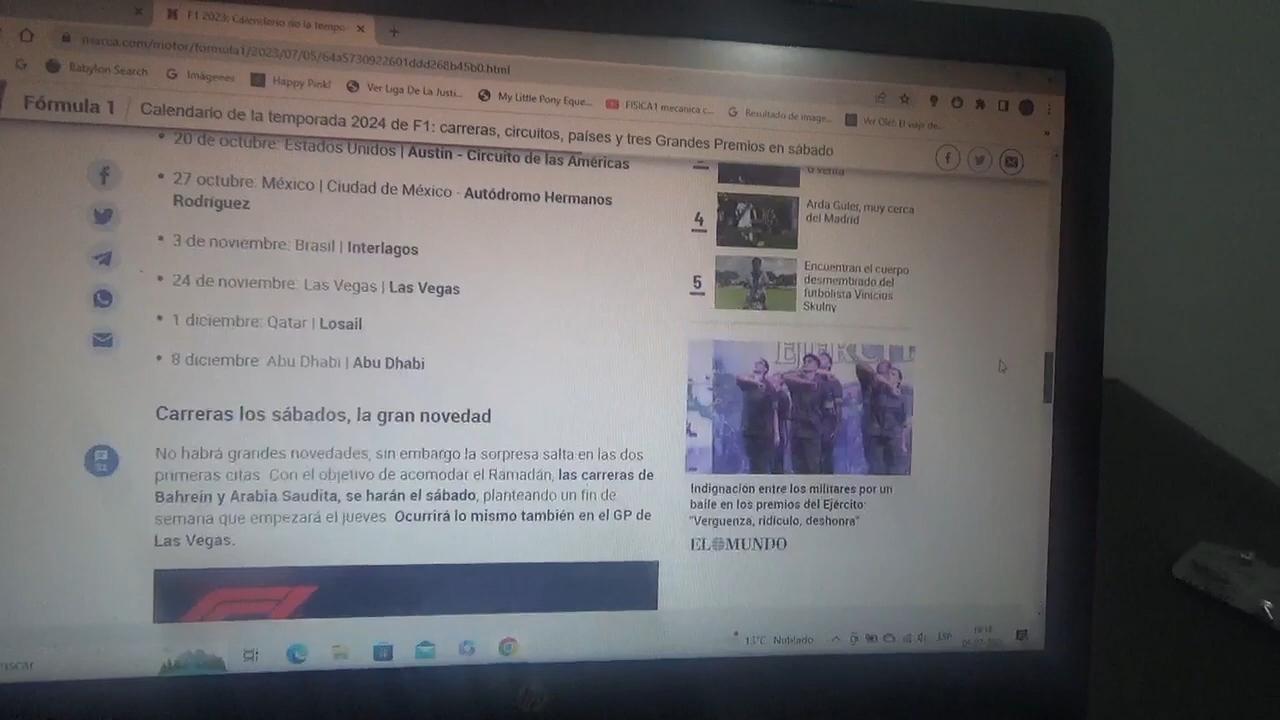 F1 2023: Calendario no la tempo
marca.com/motor/formula1/2023/07/05/64a5730922601ddd268b45b0.html
Babylon Search
Imágenes
Happy Pink!
Ver Liga De La Justi...
My Little Pony Eque...
FISICA1 mecanica c...
Resultado de image...
Ver Oleo El viaje de...
Fórmula 1
Calendario de la temporada 2024 de F1: carreras, circuitos, países y tres Grandes Premios en sábado
20 de octubre: Estados Unidos | Austin - Circuito de las Américas
27 octubre: México | Ciudad de México - Autódromo Hermanos
Rodríguez
3 de noviembre: Brasil | Interlagos
24 de noviembre: Las Vegas | Las Vegas
1 diciembre: Qatar | Losail
8 diciembre: Abu Dhabi | Abu Dhabi
Carreras los sábados, la gran novedad
No habrá grandes novedades, sin embargo la sorpresa salta en las dos
primeras citas. Con el objetivo de acomodar el Ramadán, las carreras de
Bahrein y Arabia Saudita, se harán el sábado, planteando un fin de
semana que empezará el jueves. Ocurrirá lo mismo también en el GP de
Las Vegas.
4
Arda Guler, muy cerca
del Madrid
5
Encuentran el cuerpo
desmembrado del
futbolista Vinicius
Skulny
EJERCIT
Indignación entre los militares por un
baile en los premios del Ejército:
"Verguenza, ridículo, deshonra"
EL MUNDO
13°C Nublado
ESP